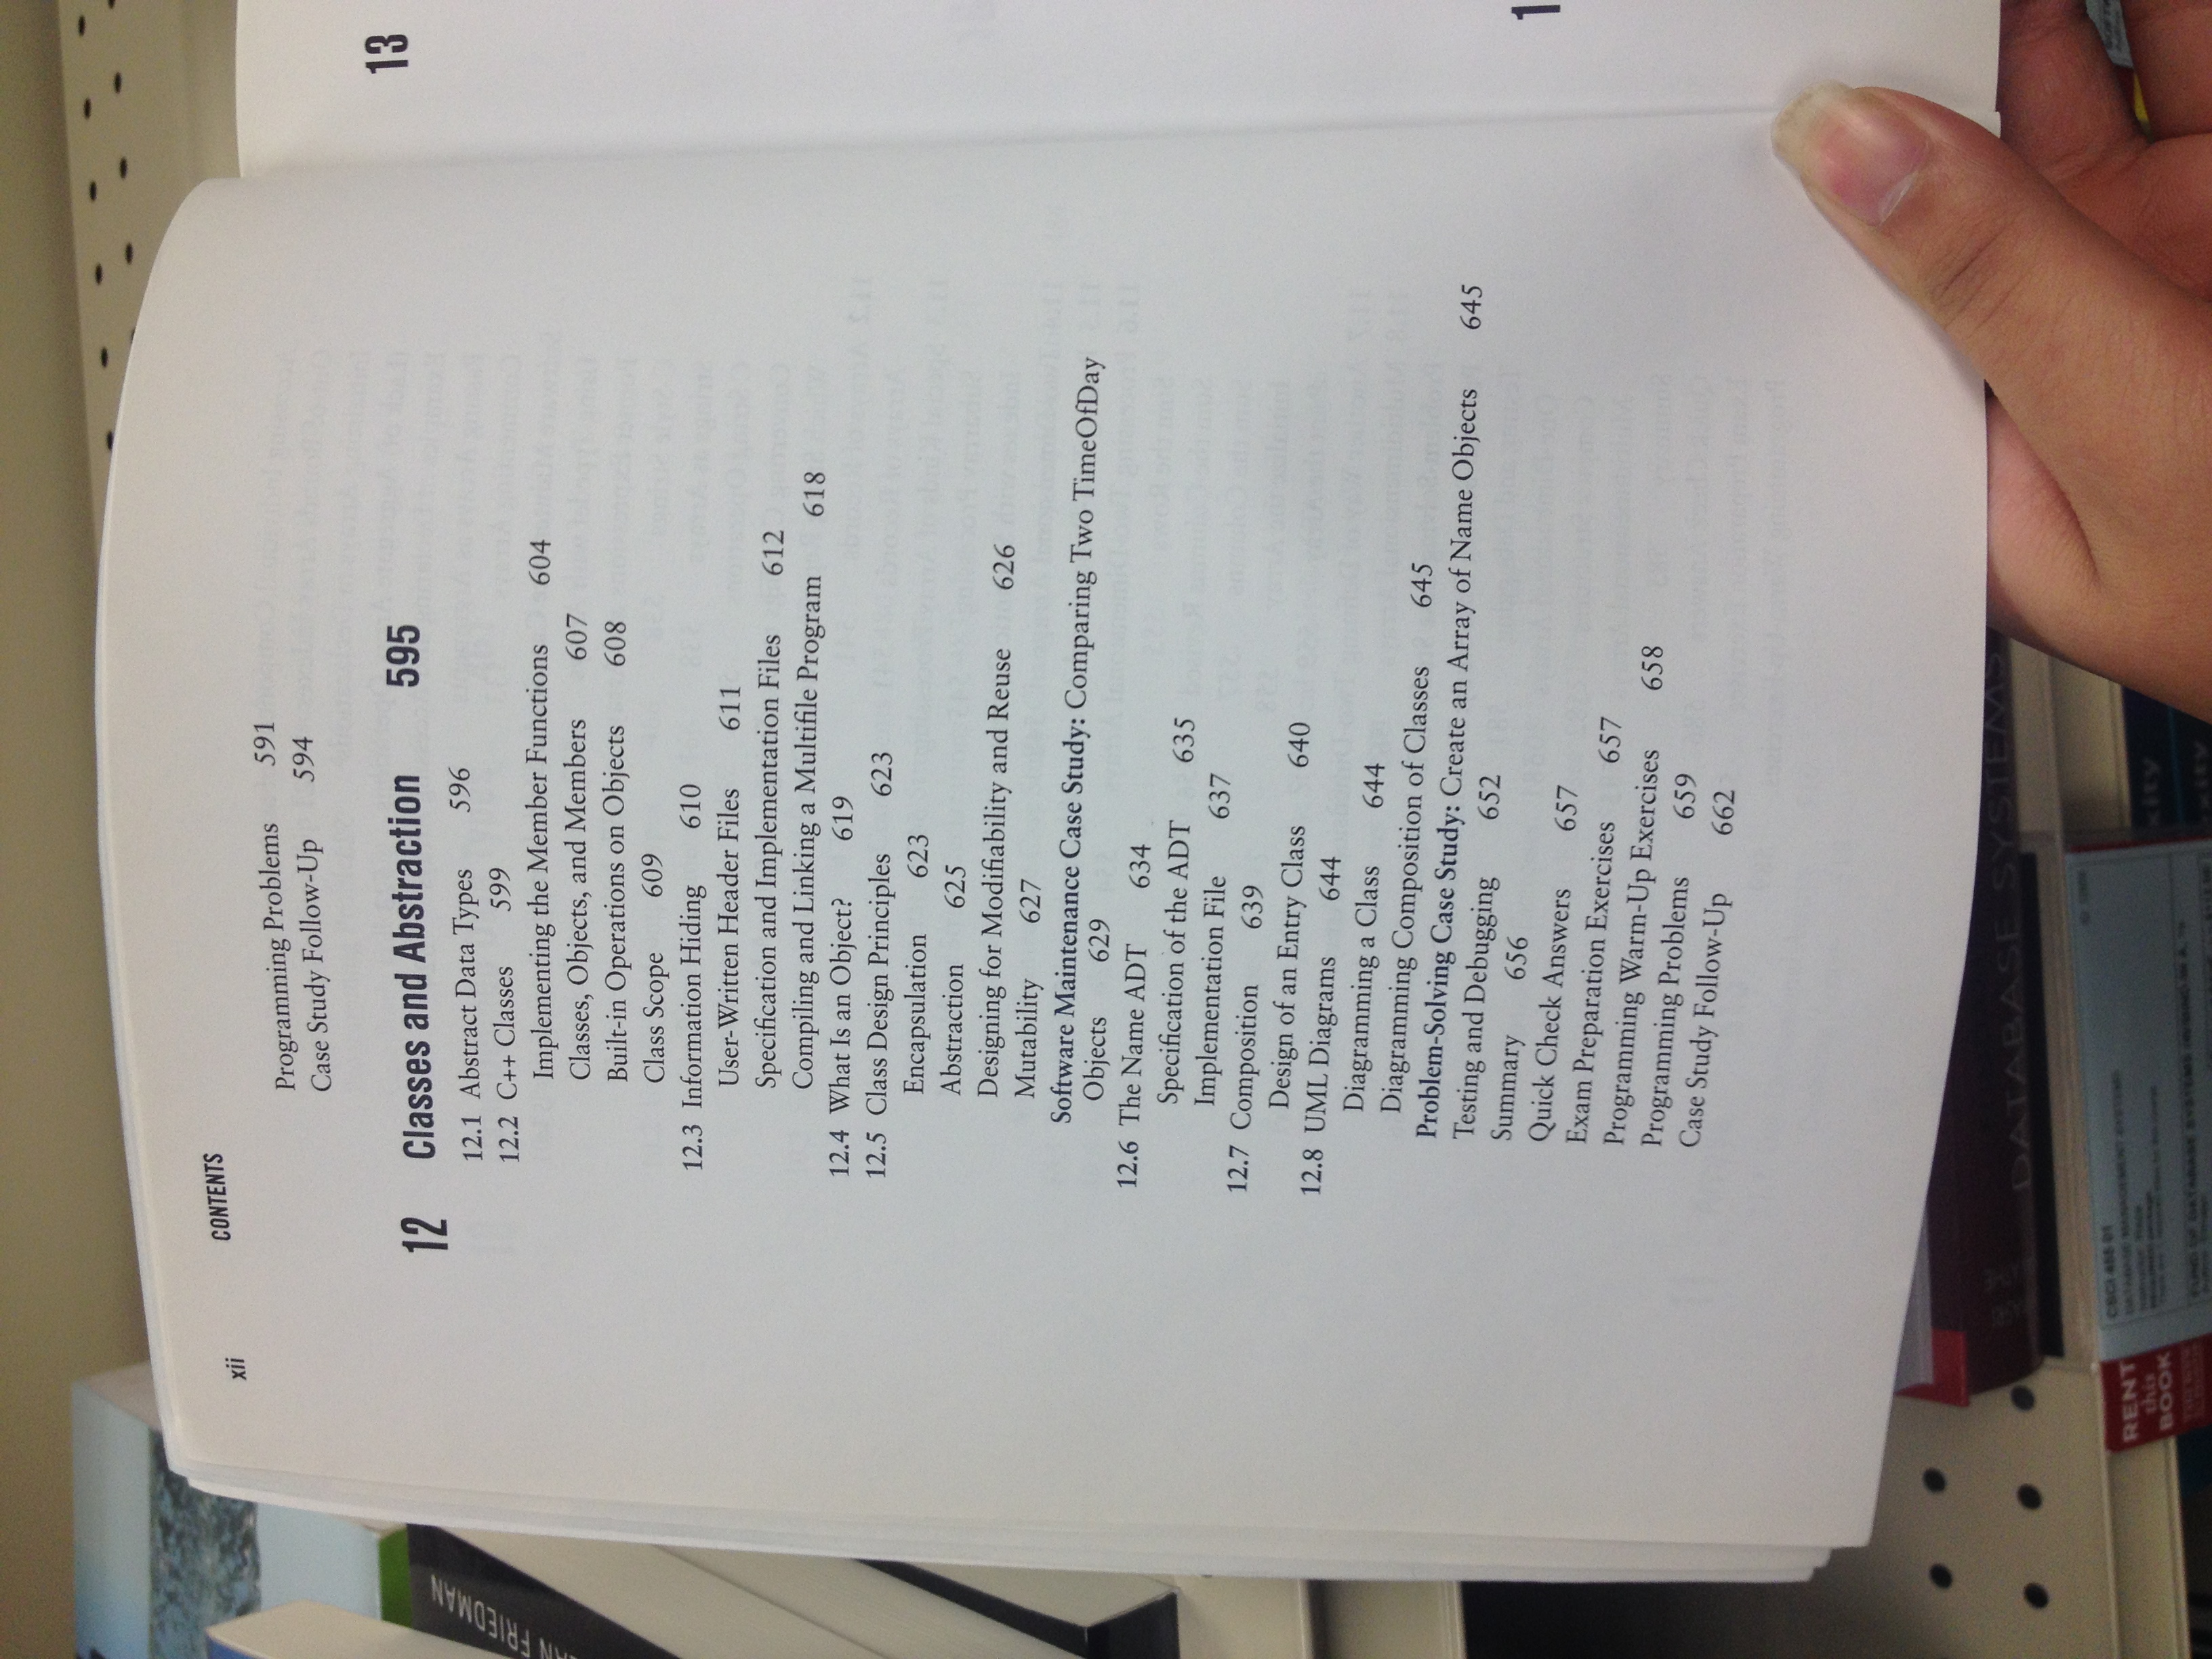 xii CONTENTS
Programming Problems 591
Case Study Follow-Up 594
12 Classes and Abstraction 595
12.1 Abstract Data Types 596
12.2 C++ Classes 599
Implementing the Member Functions 604
Classes, Objects, and Members 607
Built-in Operations on Objects 608
Class Scope 609
12.3 Information Hiding 610
User-Written Header Files 611
Specification and Implementation Files 612
Compiling and Linking a Multifile Program 618
12.4 What Is an Object? 619
12.5 Class Design Principles 623
Encapsulation 623
Abstraction 625
Designing for Modifiability and Reuse 626
Mutability 627
Software Maintenance Case Study: Comparing Two TimeOfDay
Objects 629
12.6 The Name ADT 634
Specification of the ADT 635
Implementation File 637
12.7 Composition 639
Design of an Entry Class 640
12.8 UML Diagrams 644
Diagramming a Class 644
Diagramming Composition of Classes 645
Problem-Solving Case Study: Create an Array of Name Objects 645
Testing and Debugging 652
Summary 656
Quick Check Answers 657
Exam Preparation Exercises 657
Programming Warm-Up Exercises 658
Programming Problems 659
Case Study Follow-Up 662
13
1
FRIEDMAN
DATABASE SYSTEMS
RENT
this
BOOK
CSCI 455 01
DATABASE MANAGEMENT SYSTEMS